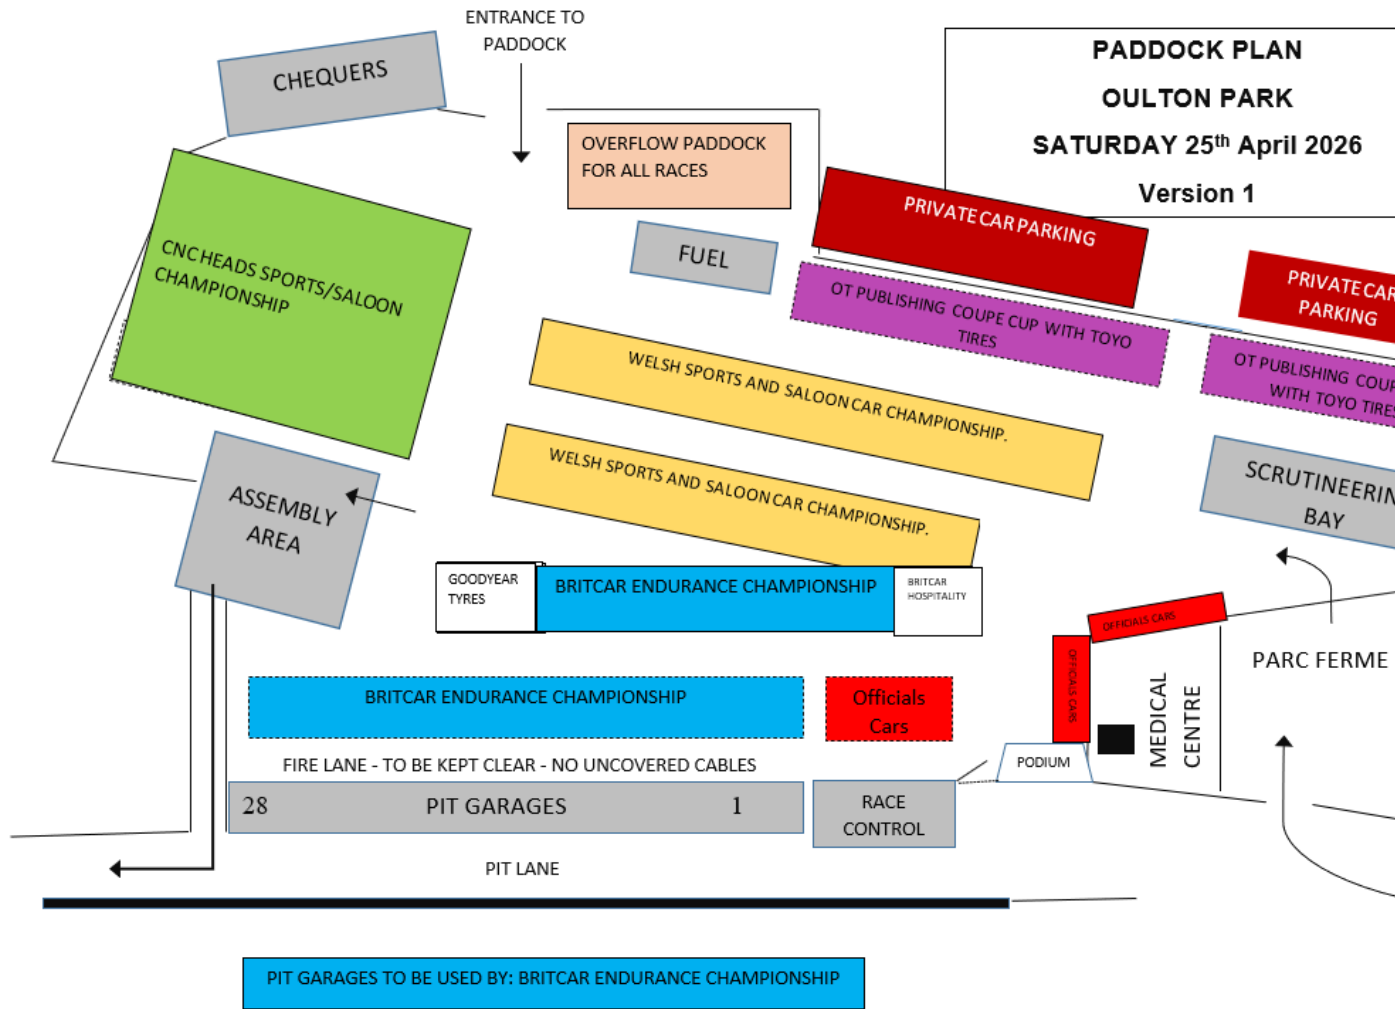 ENTRANCE TO
PADDOCK
CHEQUERS
PADDOCK PLAN
OULTON PARK
SATURDAY 25th April 2026
Version 1
OVERFLOW PADDOCK
FOR ALL RACES
PRIVATE CAR PARKING
FUEL
CNC HEADS SPORTS/SALOON
CHAMPIONSHIP
PRIVATE CAR
PARKING
OT PUBLISHING COUPE CUP WITH TOYO
TIRES
OT PUBLISHING COUP
WITH TOYO TIRES
WELSH SPORTS AND SALOON CAR CHAMPIONSHIP.
WELSH SPORTS AND SALOON CAR CHAMPIONSHIP.
SCRUTINEERIN
BAY
ASSEMBLY
AREA
GOODYEAR
TYRES
BRITCAR ENDURANCE CHAMPIONSHIP
BRITCAR
HOSPITALITY
OFFICIALS CARS
OFFICIALS CARS
MEDICAL
CENTRE
PARC FERME
BRITCAR ENDURANCE CHAMPIONSHIP
Officials
Cars
FIRE LANE - TO BE KEPT CLEAR - NO UNCOVERED CABLES
PODIUM
28 PIT GARAGES 1
RACE
CONTROL
PIT LANE
PIT GARAGES TO BE USED BY: BRITCAR ENDURANCE CHAMPIONSHIP